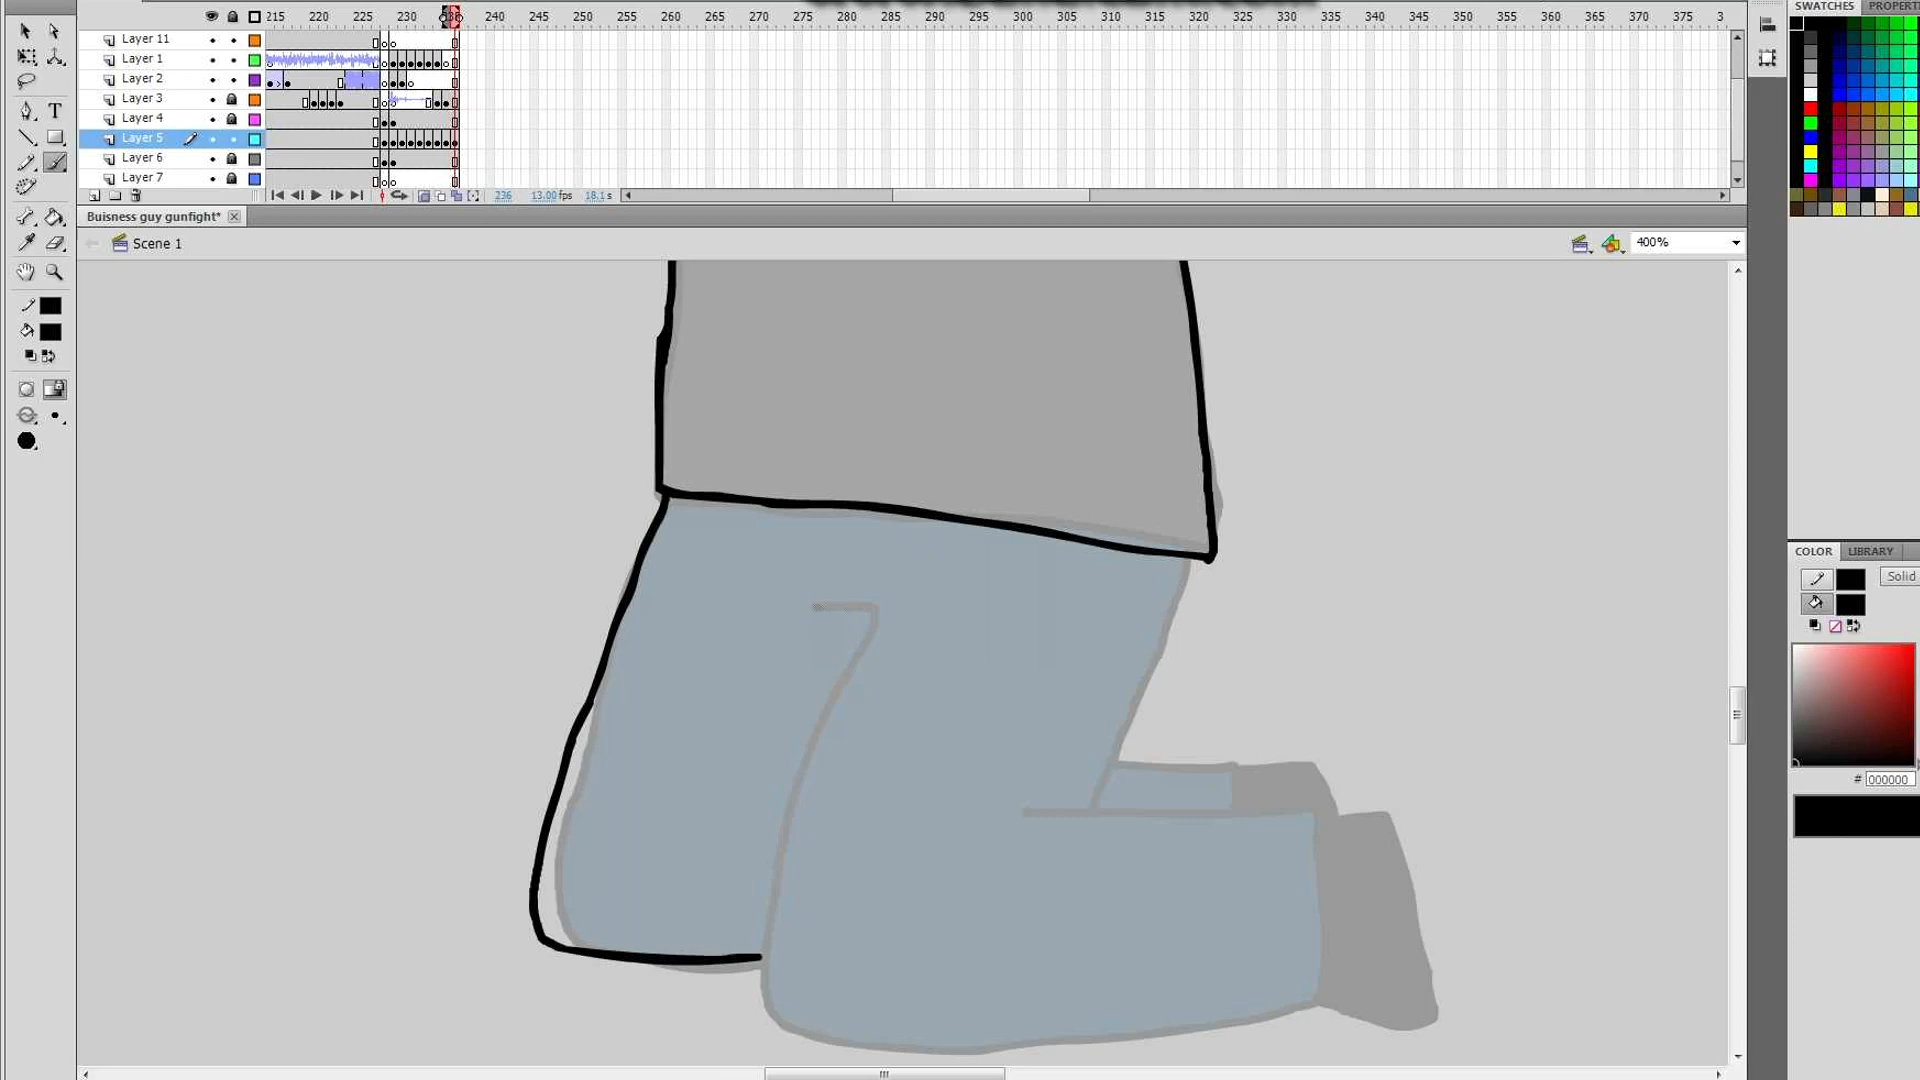 SWATCHES PROPERTI
215 220 225 230 235 240 245 250 255 260 265 270 275 280 285 290 295 300 305 310 315 320 325 330 335 340 345 350 355 360 365 370 375 3
Layer 11
Layer 1
Layer 2
Layer 3
Layer 4
Layer 5
Layer 6
Layer 7
236 13.00 fps 18.1 s
Buisness guy gunfight*
Scene 1
400%
COLOR LIBRARY
Solid
# 000000